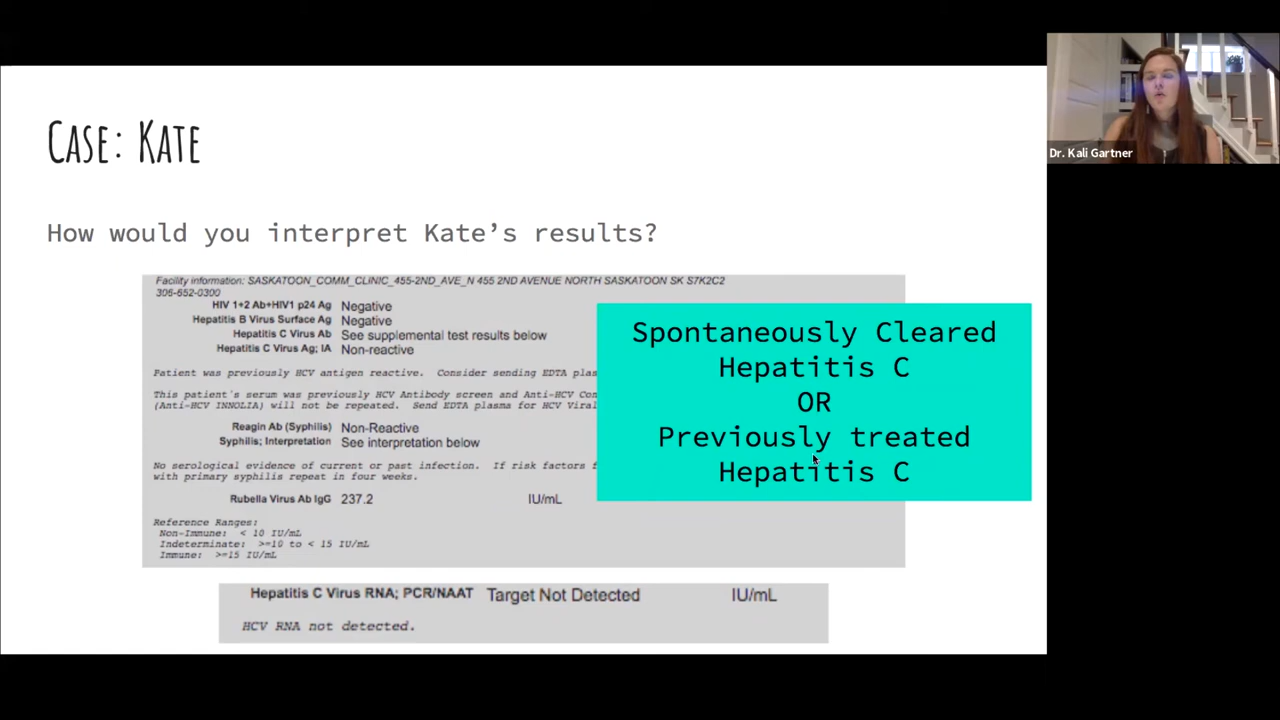 CASE: KATE
How would you interpret Kate's results?
Facility information: SASKATOON_COMM_CLINIC_455-2ND_AVE_N 455 2ND AVENUE NORTH SASKATOON SK S7K2C2
306-652-0300
HIV 1+2 Ab+HIV1 p24 Ag Negative
Hepatitis B Virus Surface Ag Negative
Hepatitis C Virus Ab See supplemental test results below
Hepatitis C Virus Ag; IA Non-reactive
Patient was previously HCV antigen reactive. Consider sending EDTA
This patient's serum was previously HCV Antibody screen and Anti-HCV
(Anti-HCV INNOLIA) will not be repeated. Send EDTA plasma for HCV
Reagin Ab (Syphilis) Non-Reactive
Syphilis; Interpretation See interpretation below
No serological evidence of current or past infection. If risk factors
with primary syphilis repeat in four weeks.
Rubella Virus Ab IgG 237.2 IU/mL
Reference Ranges:
Non-Immune: < 10 IU/mL
Indeterminate: >=10 to < 15 IU/mL
Immune: >=15 IU/mL
Spontaneously Cleared
Hepatitis C
OR
Previously treated
Hepatitis C
Hepatitis C Virus RNA; PCR/NAAT Target Not Detected IU/mL
HCV RNA not detected.
Dr. Kali Gartner